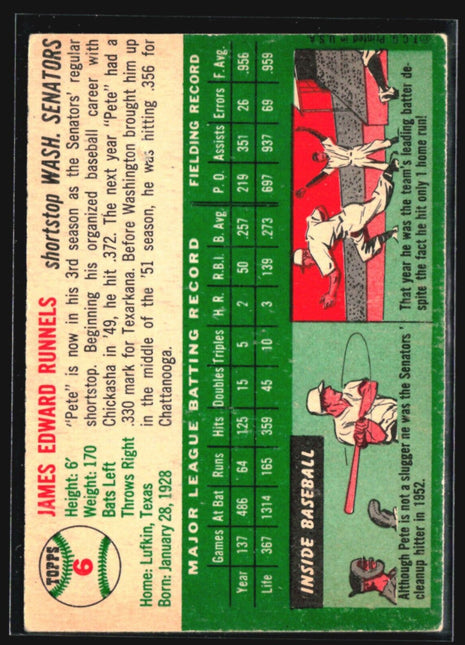 TOPPS
6
JAMES EDWARD RUNNELS
shortstop WASH. SENATORS
Height: 6'
Weight: 170
Bats Left
Throws Right
Home: Lufkin, Texas
Born: January 28, 1928
"Pete" is now in his 3rd season as the Senators' regular
shortstop. Beginning his organized baseball career with
Chickasha in '49, he hit .372. The next year "Pete" had a
.330 mark for Texarkana. Before Washington brought him up
in the middle of the '51 season, he was hitting .356 for
Chattanooga.
MAJOR LEAGUE BATTING RECORD FIELDING RECORD
Games At Bat Runs Hits Doubles Triples H. R. R.B.I. B. Avg. P. O. Assists Errors F. Avg.
Year 137 486 64 125 15 5 2 50 .257 219 351 26 .956
Life 367 1314 165 359 45 10 3 139 .273 697 937 69 .959
INSIDE BASEBALL
Although Pete is not a slugger he was the Senators'
cleanup hitter in 1952.
That year he was the team's leading batter de-
spite the fact he hit only 1 home run!
T.C.G. Printed in U.S.A.